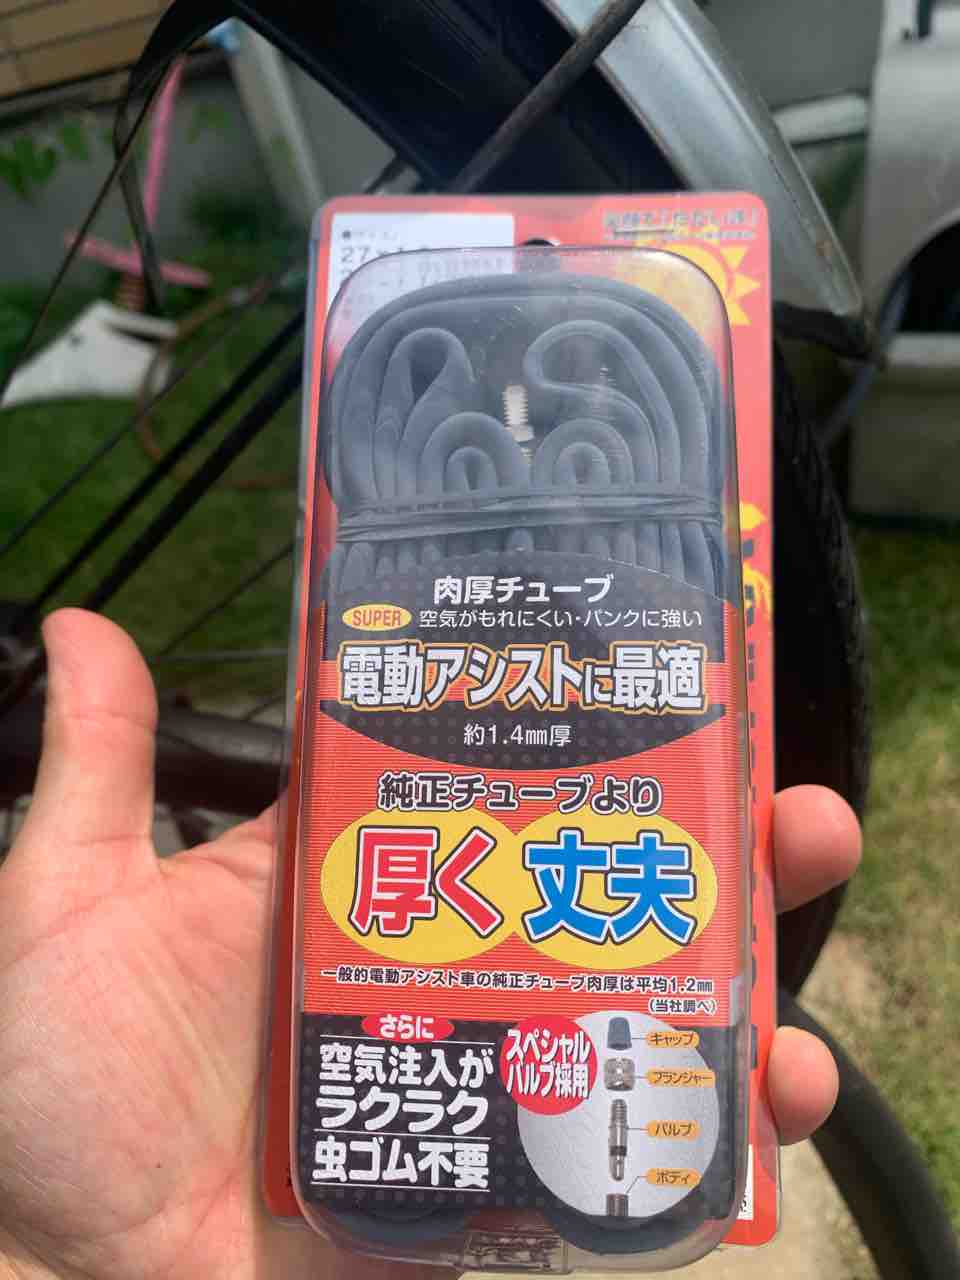 肉厚チューブ
SUPER 空気がもれにくい・パンクに強い
電動アシストに最適
約1.4mm厚
純正チューブより
厚く 丈夫
一般的電動アシスト車の純正チューブ肉厚は平均1.2mm
(当社調べ)
さらに
空気注入が
ラクラク
虫ゴム不要
スペシャル
バルブ採用
キャップ
プランジャー
バルブ
ボディ